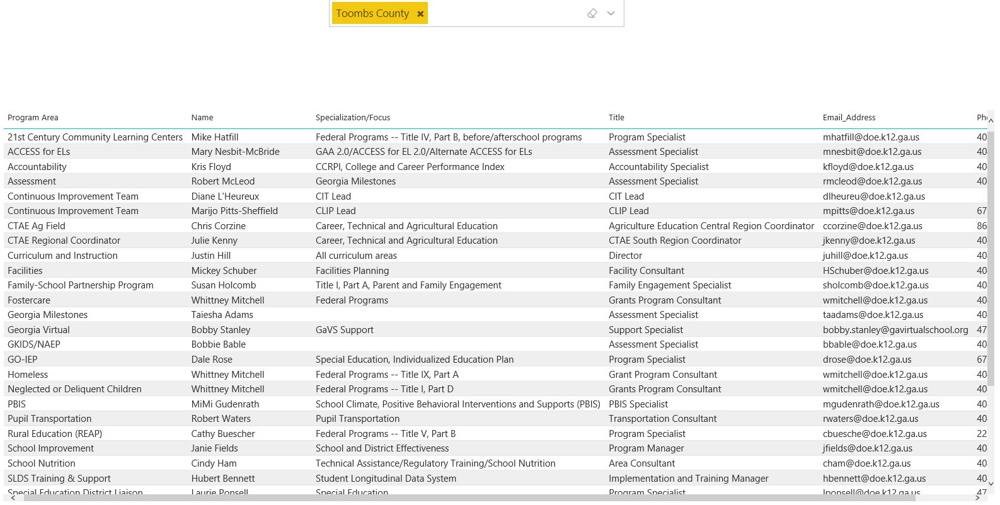 Toombs County ×
Program Area Name Specialization/Focus Title Email_Address
21st Century Community Learning Centers Mike Hatfill Federal Programs -- Title IV, Part B, before/afterschool programs Program Specialist mhatfill@doe.k12.ga.us 40
ACCESS for ELs Mary Nesbit-McBride GAA 2.0/ACCESS for EL 2.0/Alternate ACCESS for ELs Assessment Specialist mnesbit@doe.k12.ga.us 40
Accountability Kris Floyd CCRPI, College and Career Performance Index Accountability Specialist kfloyd@doe.k12.ga.us 40
Assessment Robert McLeod Georgia Milestones Assessment Specialist rmcleod@doe.k12.ga.us 40
Continuous Improvement Team Diane L'Heureux CIT Lead CIT Lead dlheureu@doe.k12.ga.us
Continuous Improvement Team Marijo Pitts-Sheffield CLIP Lead CLIP Lead mpitts@doe.k12.ga.us 67
CTAE Ag Field Chris Corzine Career, Technical and Agricultural Education Agriculture Education Central Region Coordinator ccorzine@doe.k12.ga.us 86
CTAE Regional Coordinator Julie Kenny Career, Technical and Agricultural Education CTAE South Region Coordinator jkenny@doe.k12.ga.us 40
Curriculum and Instruction Justin Hill All curriculum areas Director juhill@doe.k12.ga.us 40
Facilities Mickey Schuber Facilities Planning Facility Consultant HSchuber@doe.k12.ga.us 40
Family-School Partnership Program Susan Holcomb Title I, Part A, Parent and Family Engagement Family Engagement Specialist sholcomb@doe.k12.ga.us 40
Fostercare Whittney Mitchell Federal Programs Grants Program Consultant wmitchell@doe.k12.ga.us 40
Georgia Milestones Taiesha Adams Assessment Specialist taadams@doe.k12.ga.us 40
Georgia Virtual Bobby Stanley GaVS Support Support Specialist bobby.stanley@gavirtualschool.org 47
GKIDS/NAEP Bobbie Bable Assessment Specialist bbable@doe.k12.ga.us 40
GO-IEP Dale Rose Special Education, Individualized Education Plan Program Specialist drose@doe.k12.ga.us 67
Homeless Whittney Mitchell Federal Programs -- Title IX, Part A Grant Program Consultant wmitchell@doe.k12.ga.us 40
Neglected or Deliquent Children Whittney Mitchell Federal Programs -- Title I, Part D Grants Program Consultant wmitchell@doe.k12.ga.us 40
PBIS MiMi Gudenrath School Climate, Positive Behavioral Interventions and Supports (PBIS) PBIS Specialist mgudenrath@doe.k12.ga.us 40
Pupil Transportation Robert Waters Pupil Transportation Transportation Consultant rwaters@doe.k12.ga.us 40
Rural Education (REAP) Cathy Buescher Federal Programs -- Title V, Part B Program Specialist cbuesche@doe.k12.ga.us 22
School Improvement Janie Fields School and District Effectiveness Program Manager jfields@doe.k12.ga.us 40
School Nutrition Cindy Ham Technical Assistance/Regulatory Training/School Nutrition Area Consultant cham@doe.k12.ga.us 40
SLDS Training & Support Hubert Bennett Student Longitudinal Data System Implementation and Training Manager hbennett@doe.k12.ga.us 40
Special Education District Liaison Laurie Ponsell Special Education Program Specialist lponsell@doe.k12.ga.us 47